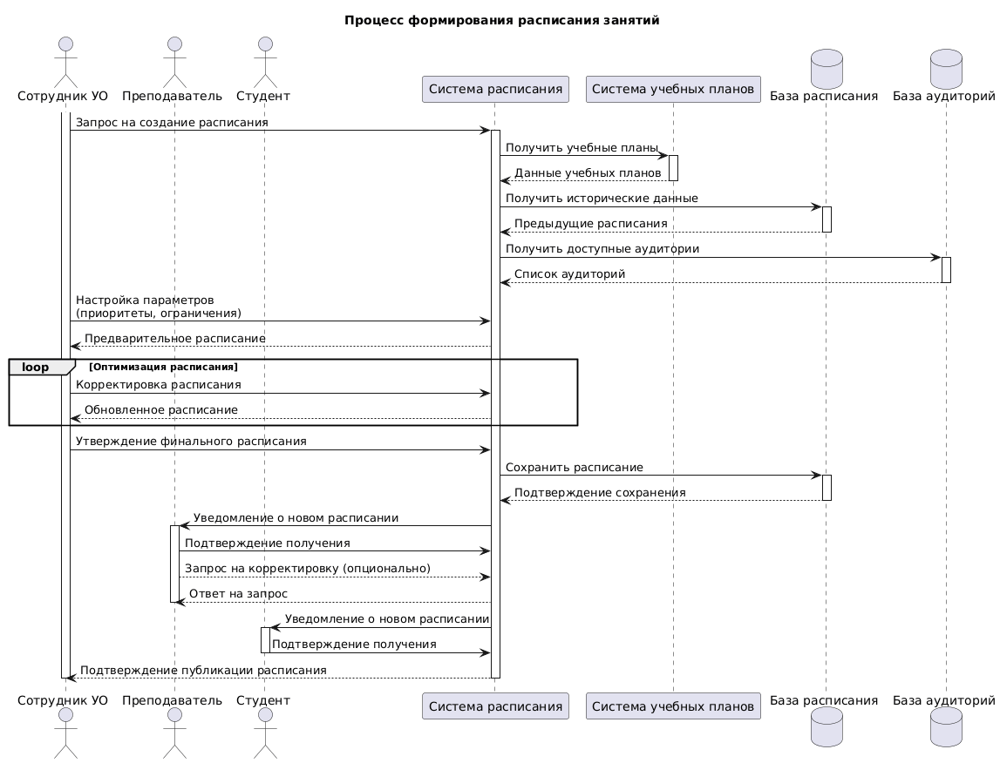 Процесс формирования расписания занятий
Сотрудник УО
Преподаватель
Студент
Система расписания
Система учебных планов
База расписания
База аудиторий
Запрос на создание расписания
Получить учебные планы
Данные учебных планов
Получить исторические данные
Предыдущие расписания
Получить доступные аудитории
Список аудиторий
Настройка параметров
(приоритеты, ограничения)
Предварительное расписание
loop
[Оптимизация расписания]
Корректировка расписания
Обновленное расписание
Утверждение финального расписания
Сохранить расписание
Подтверждение сохранения
Уведомление о новом расписании
Подтверждение получения
Запрос на корректировку (опционально)
Ответ на запрос
Уведомление о новом расписании
Подтверждение получения
Подтверждение публикации расписания
Сотрудник УО
Преподаватель
Студент
Система расписания
Система учебных планов
База расписания
База аудиторий